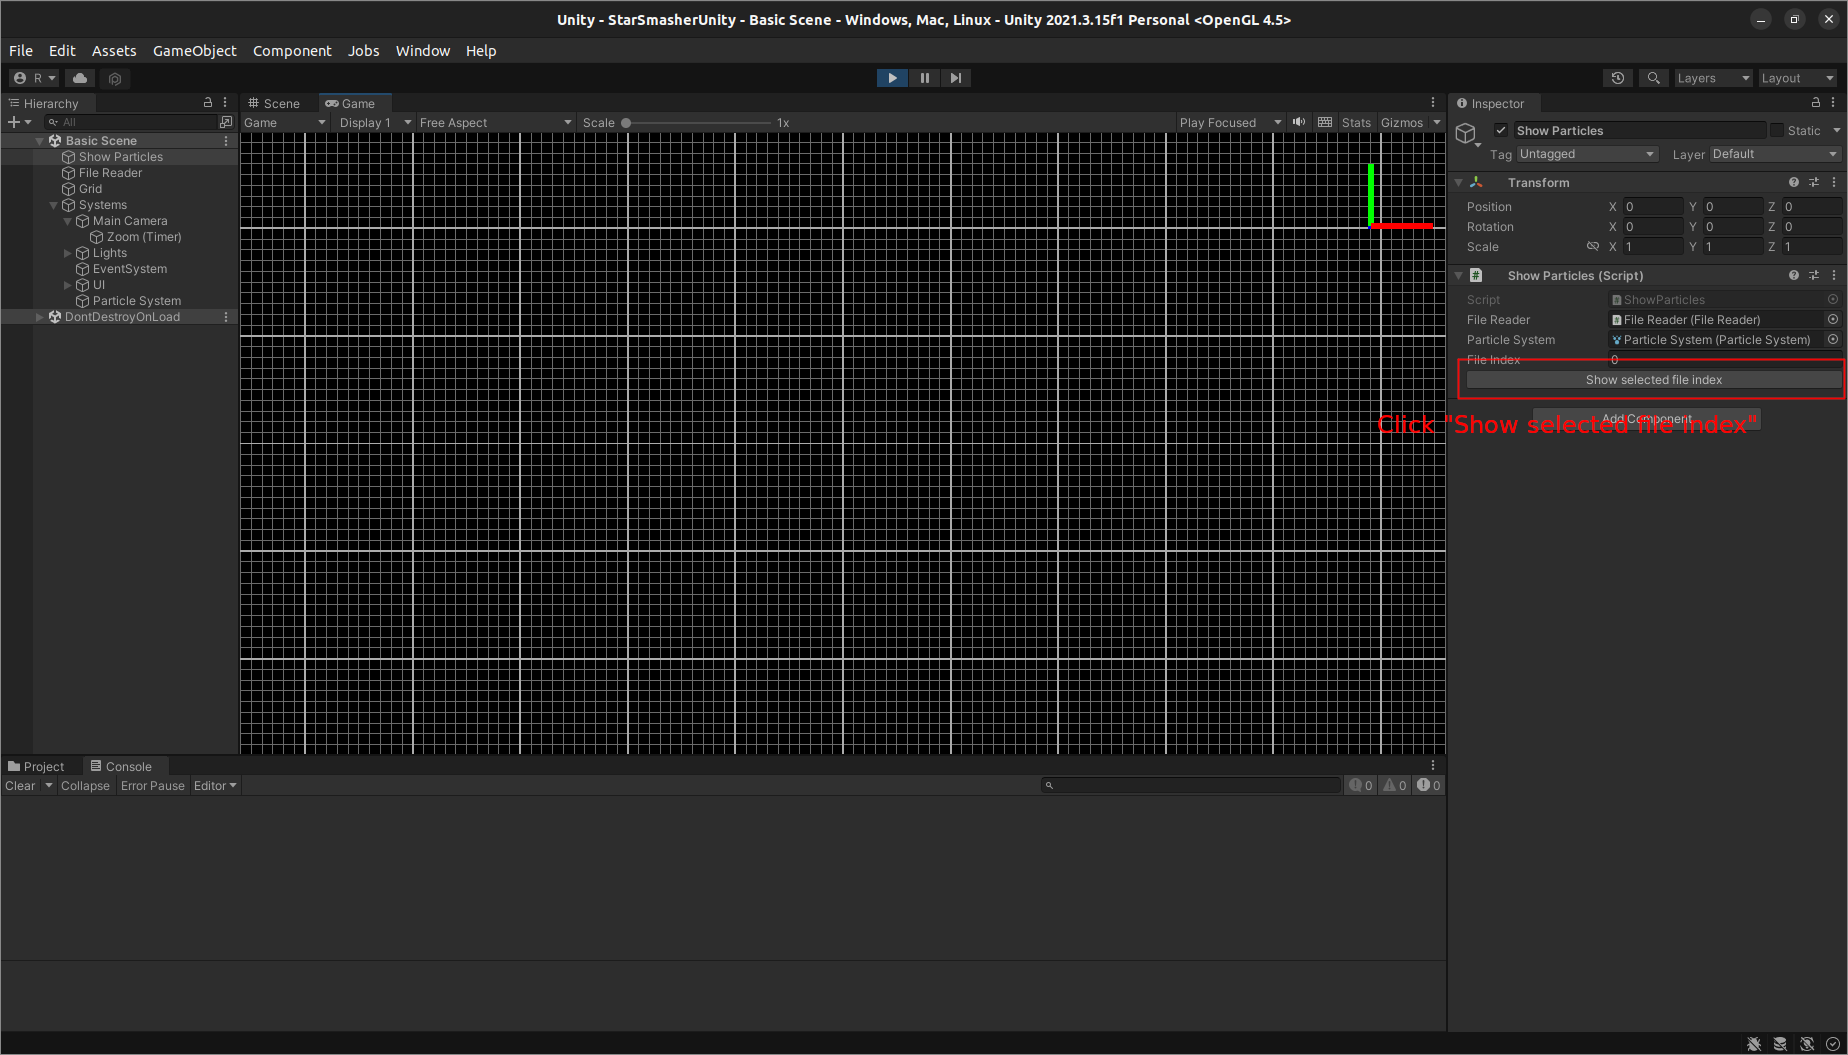 Unity - StarSmasherUnity - Basic Scene - Windows, Mac, Linux - Unity 2021.3.15f1 Personal <OpenGL 4.5>
File Edit Assets GameObject Component Jobs Window Help
R Layers Layout
Hierarchy
All
Basic Scene
Show Particles
File Reader
Grid
Systems
Main Camera
Zoom (Timer)
Lights
EventSystem
UI
Particle System
DontDestroyOnLoad
Scene Game
Game Display 1 Free Aspect Scale 1x Play Focused Stats Gizmos
Inspector
Show Particles Static
Tag Untagged Layer Default
Transform
Position X 0 Y 0 Z 0
Rotation X 0 Y 0 Z 0
Scale X 1 Y 1 Z 1
Show Particles (Script)
Script ShowParticles
File Reader File Reader (File Reader)
Particle System Particle System (Particle System)
File Index 0
Show selected file index
Add Component
Click "Show selected file index"
Project Console
Clear Collapse Error Pause Editor 0 0 0